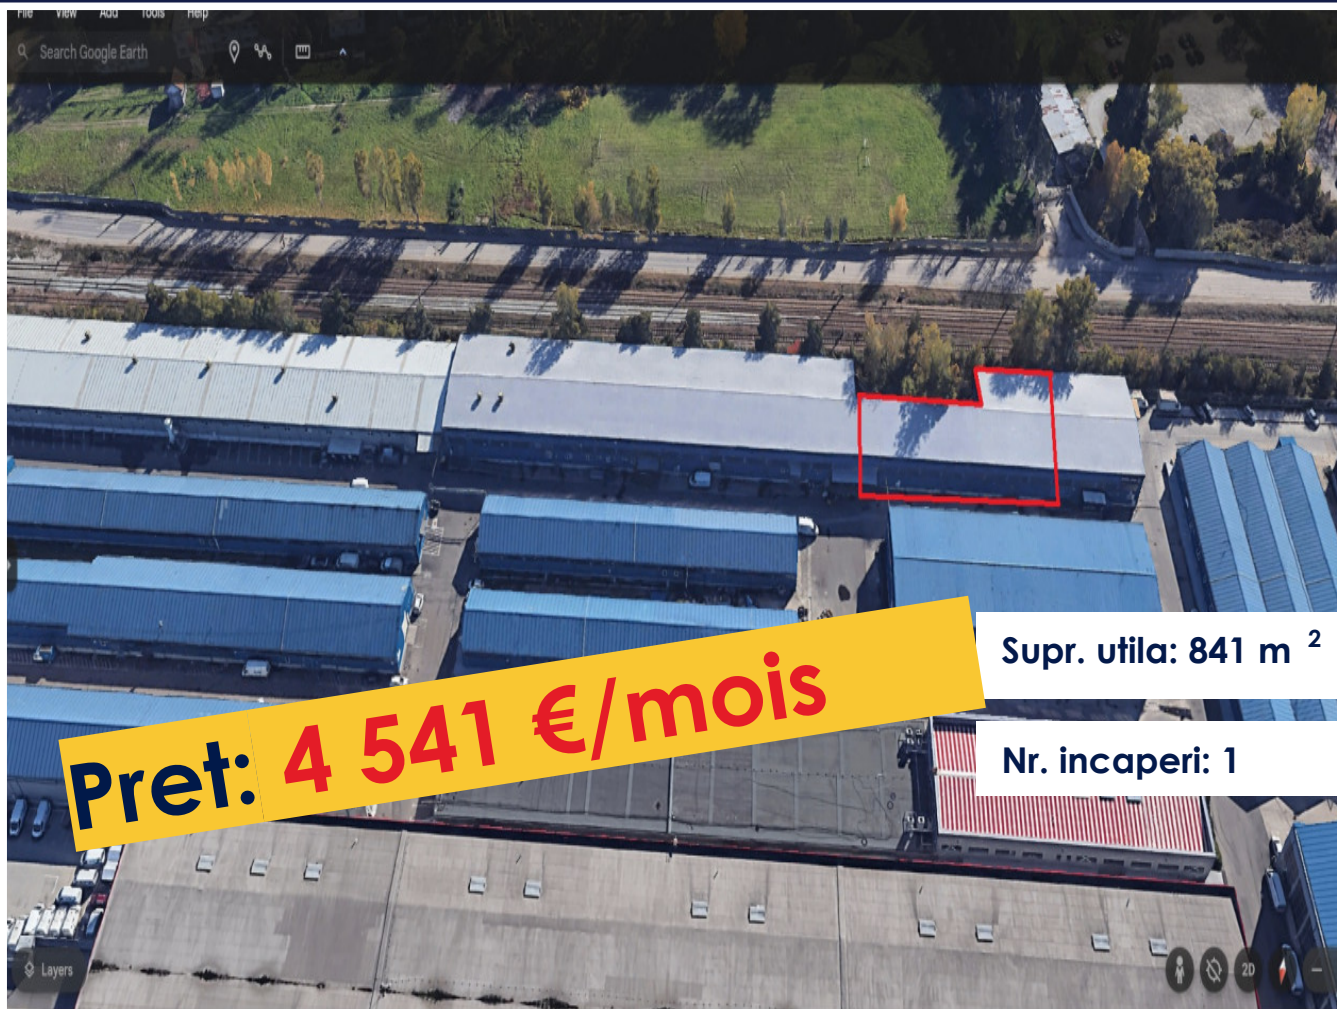 File View Add Tools Help
Search Google Earth
Supr. utila: 841 m 2
Pret: 4 541 €/mois
Nr. incaperi: 1
Layers
2D